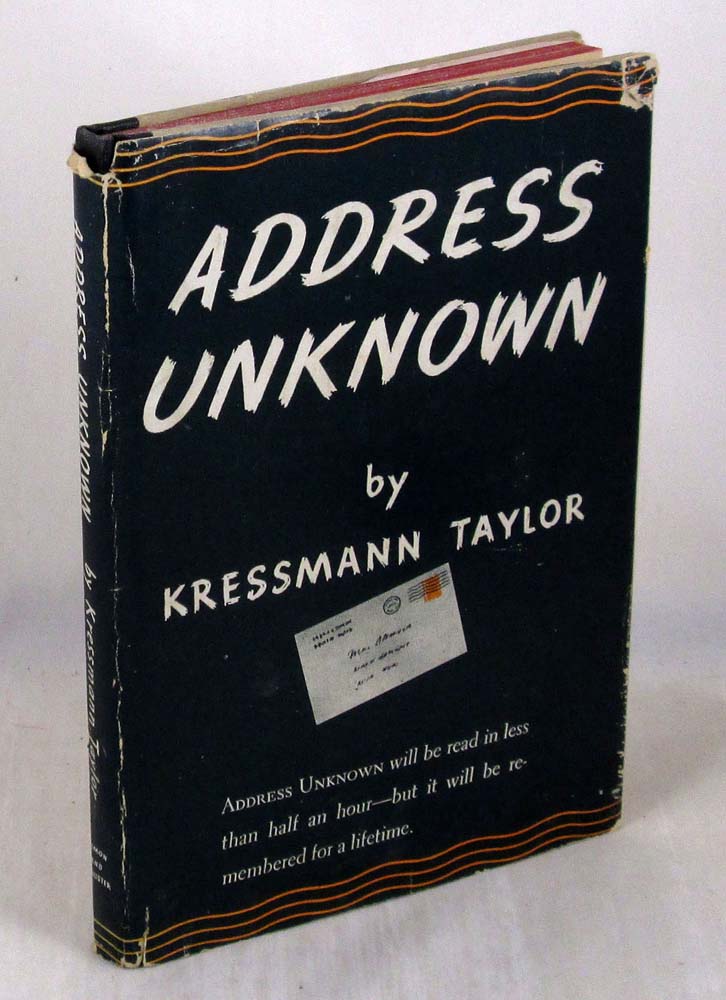 ADDRESS
UNKNOWN
by
KRESSMANN TAYLOR
ADDRESS UNKNOWN will be read in less
than half an hour—but it will be re-
membered for a lifetime.
ADDRESS UNKNOWN by Kressmann Taylor
AND